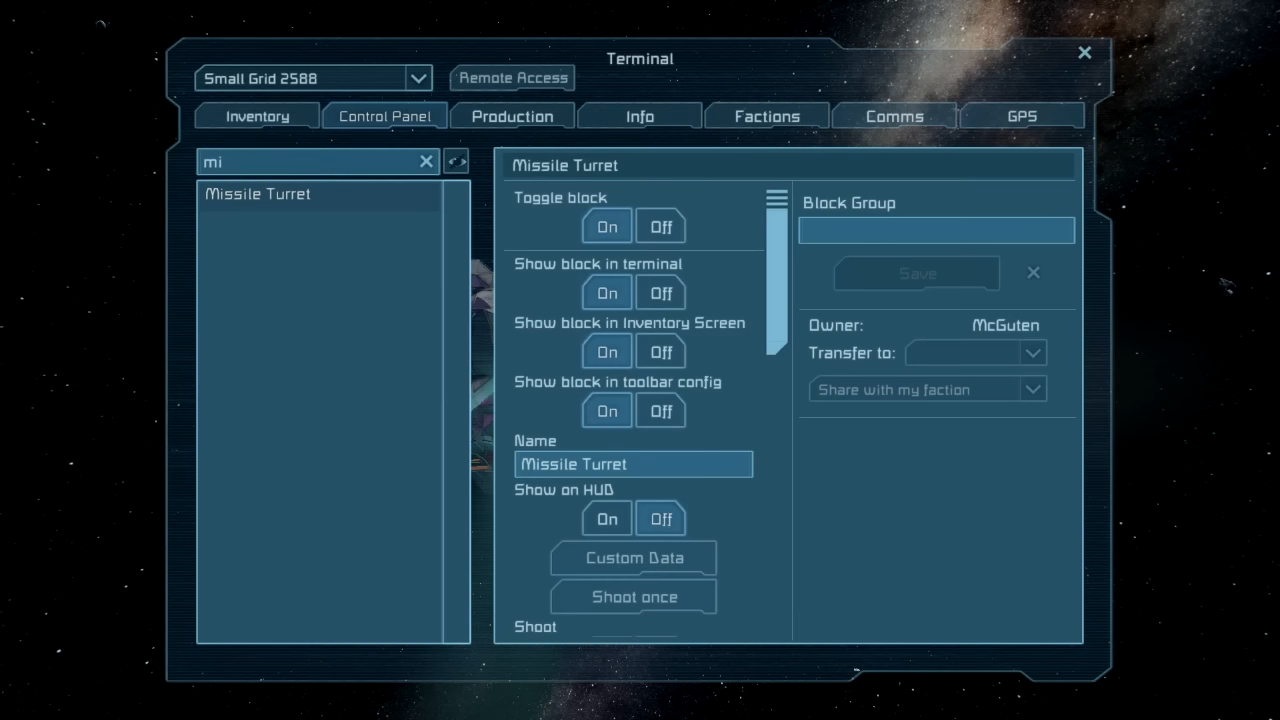 Terminal
Small Grid 2588
Remote Access
Inventory Control Panel Production Info Factions Comms GPS
mi
Missile Turret
Missile Turret
Toggle block
On Off
Show block in terminal
On Off
Show block in Inventory Screen
On Off
Show block in toolbar config
On Off
Name
Missile Turret
Show on HUD
On Off
Custom Data
Shoot once
Shoot
Block Group
Save
Owner: McGuten
Transfer to:
Share with my faction